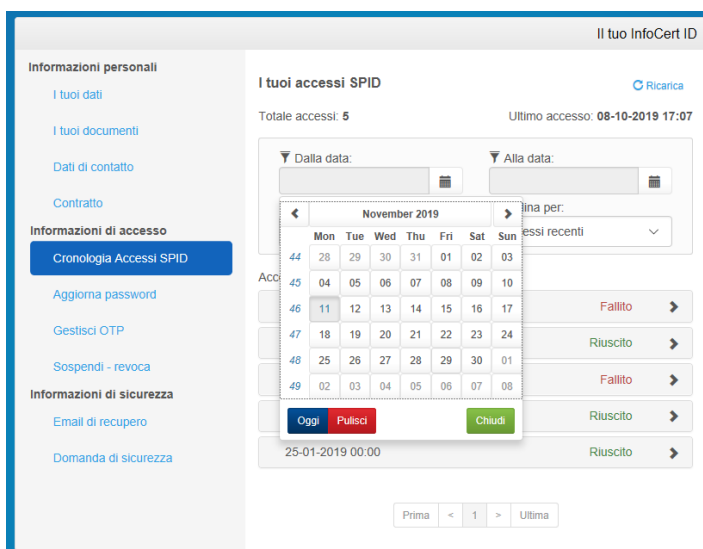 Il tuo InfoCert ID
Informazioni personali
I tuoi dati
I tuoi documenti
Dati di contatto
Contratto
Informazioni di accesso
Cronologia Accessi SPID
Aggiorna password
Gestisci OTP
Sospendi - revoca
Informazioni di sicurezza
Email di recupero
Domanda di sicurezza
I tuoi accessi SPID
Ricarica
Totale accessi: 5 Ultimo accesso: 08-10-2019 17:07
Dalla data: Alla data:
November 2019
Mon Tue Wed Thu Fri Sat Sun
44 28 29 30 31 01 02 03
45 04 05 06 07 08 09 10
46 11 12 13 14 15 16 17
47 18 19 20 21 22 23 24
48 25 26 27 28 29 30 01
49 02 03 04 05 06 07 08
Oggi Pulisci Chiudi
per:
recenti
Fallito
Riuscito
Fallito
Riuscito
25-01-2019 00:00 Riuscito
Prima < 1 > Ultima